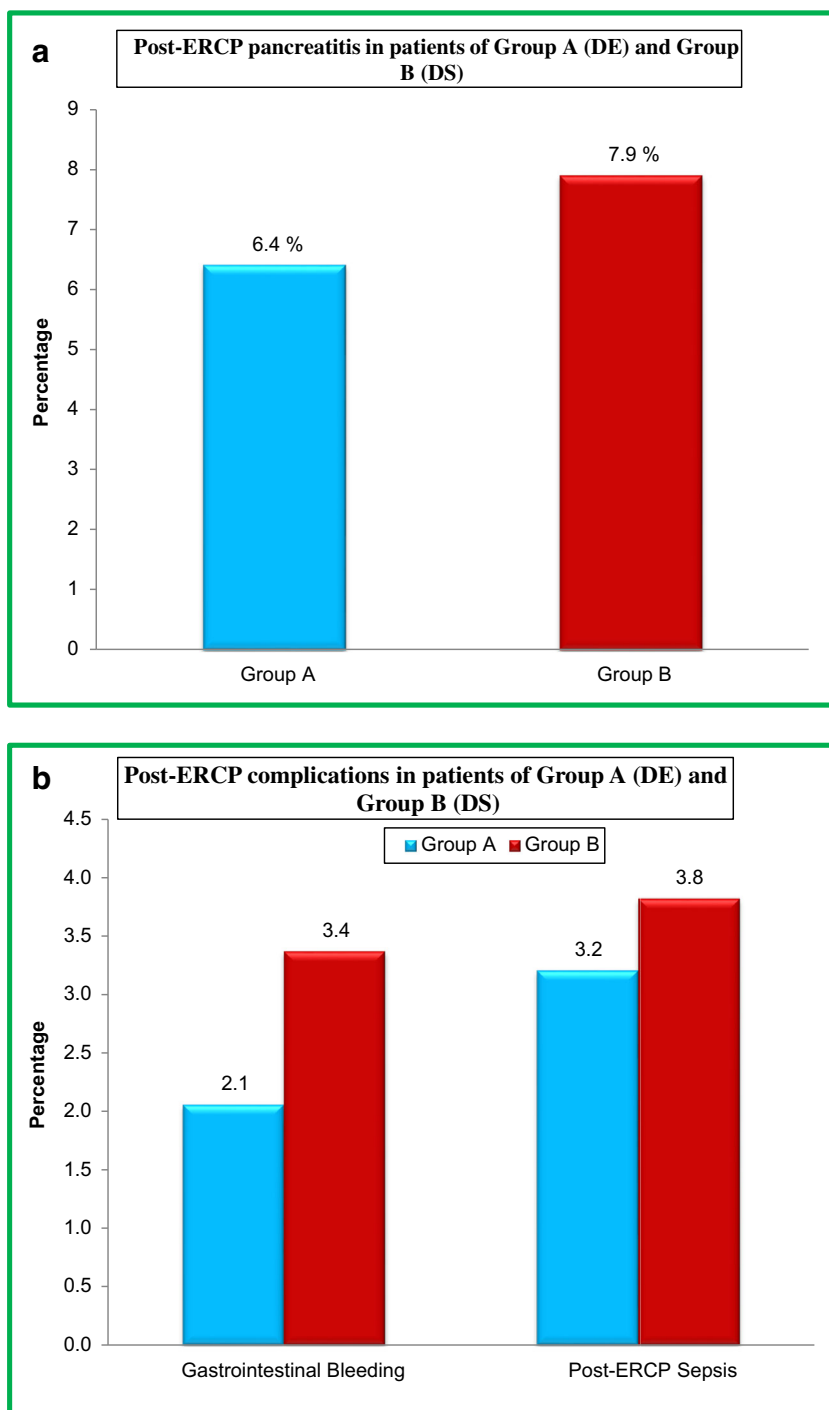 a
Post-ERCP pancreatitis in patients of Group A (DE) and Group
B (DS)
9
8
7
6
5
4
3
2
1
0
Percentage
6.4 %
7.9 %
Group A
Group B
b
Post-ERCP complications in patients of Group A (DE) and
Group B (DS)
Group A Group B
4.5
4.0
3.5
3.0
2.5
2.0
1.5
1.0
0.5
0.0
Percentage
2.1
3.4
3.2
3.8
Gastrointestinal Bleeding
Post-ERCP Sepsis